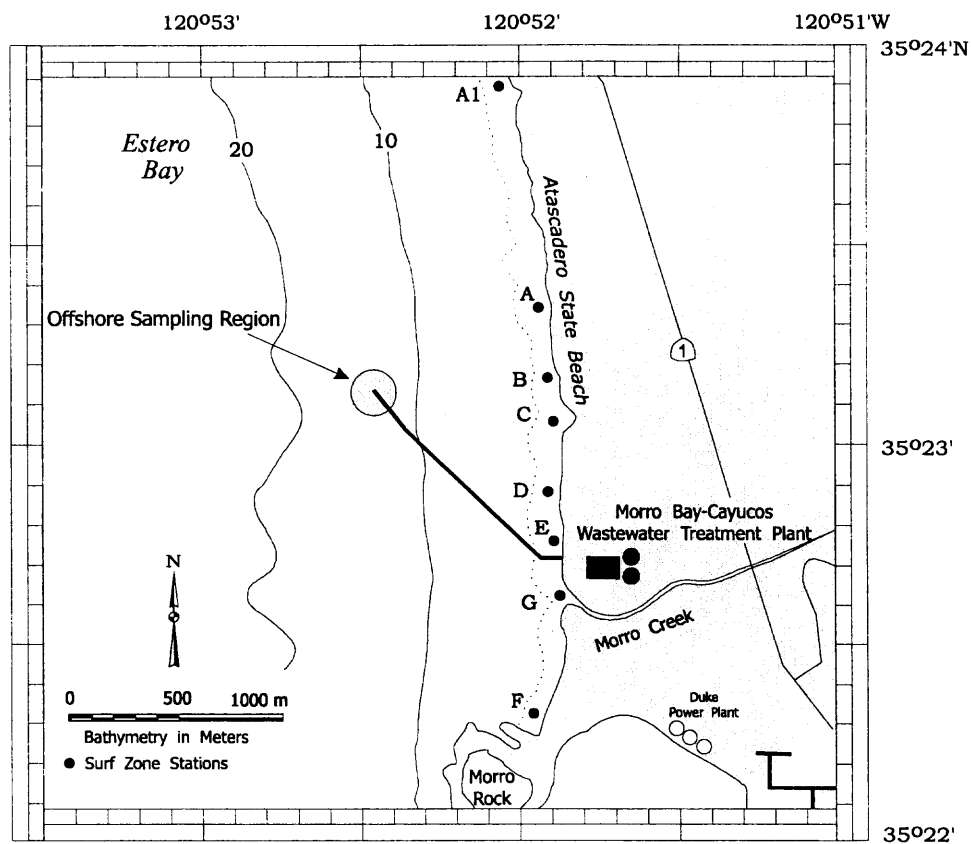 120°53'
120°52'
120°51'W
35°24'N
A1
Estero
Bay
20
10
Atascadero State Beach
A
Offshore Sampling Region
1
B
C
35°23'
D
Morro Bay-Cayucos
Wastewater Treatment Plant
E
N
G
Morro Creek
0 500 1000 m
Bathymetry in Meters
Surf Zone Stations
F
Duke
Power Plant
Morro
Rock
35°22'